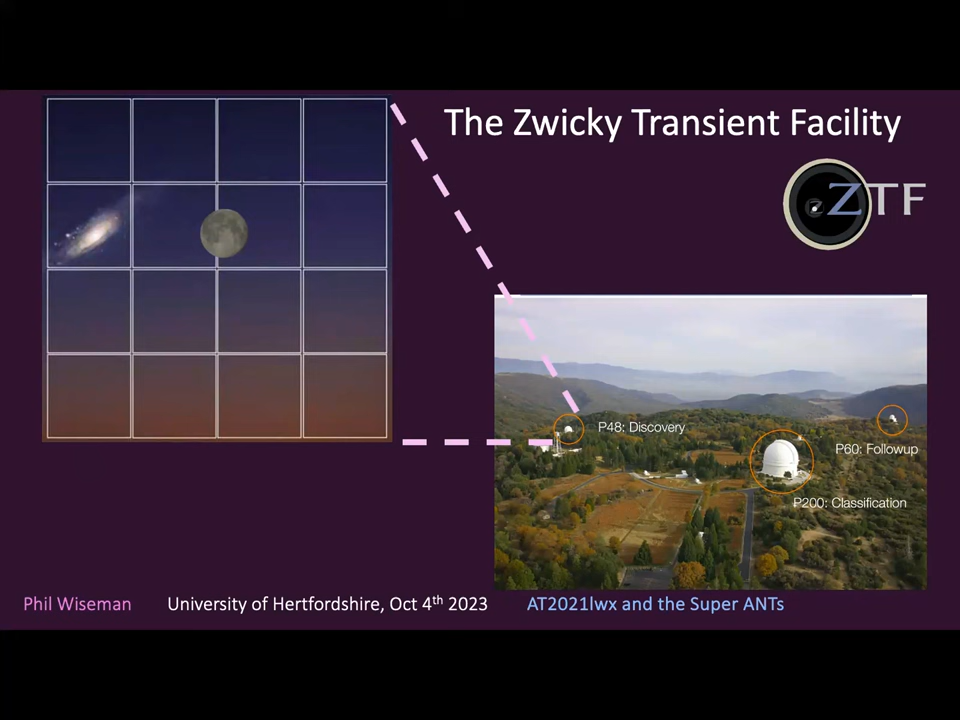 The Zwicky Transient Facility
ZTF
P48: Discovery
P60: Followup
P200: Classification
Phil Wiseman University of Hertfordshire, Oct 4th 2023 AT2021lwx and the Super ANTs